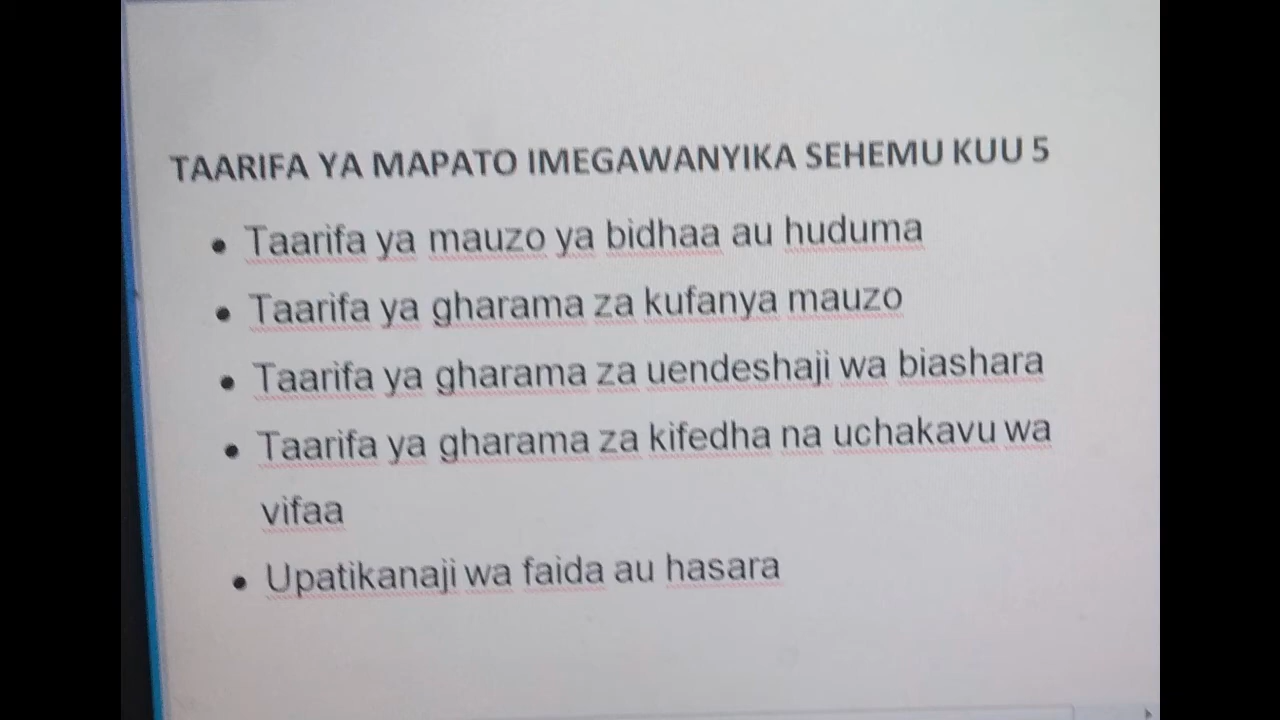 TAARIFA YA MAPATO IMEGAWANYIKA SEHEMU KUU 5
• Taarifa ya mauzo ya bidhaa au huduma
• Taarifa ya gharama za kufanya mauzo
• Taarifa ya gharama za uendeshaji wa biashara
• Taarifa ya gharama za kifedha na uchakavu wa
vifaa
• Upatikanaji wa faida au hasara